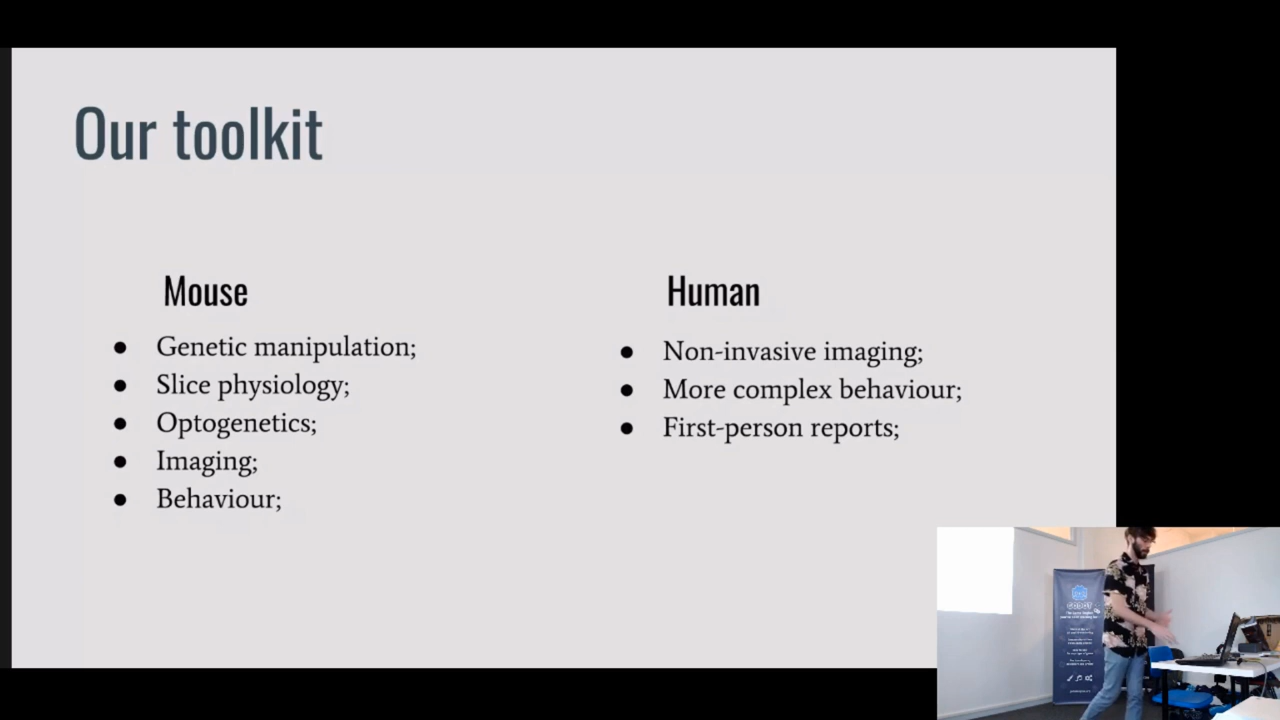 Our toolkit
Mouse
Genetic manipulation;
Slice physiology;
Optogenetics;
Imaging;
Behaviour;
Human
Non-invasive imaging;
More complex behaviour;
First-person reports;
GODOT